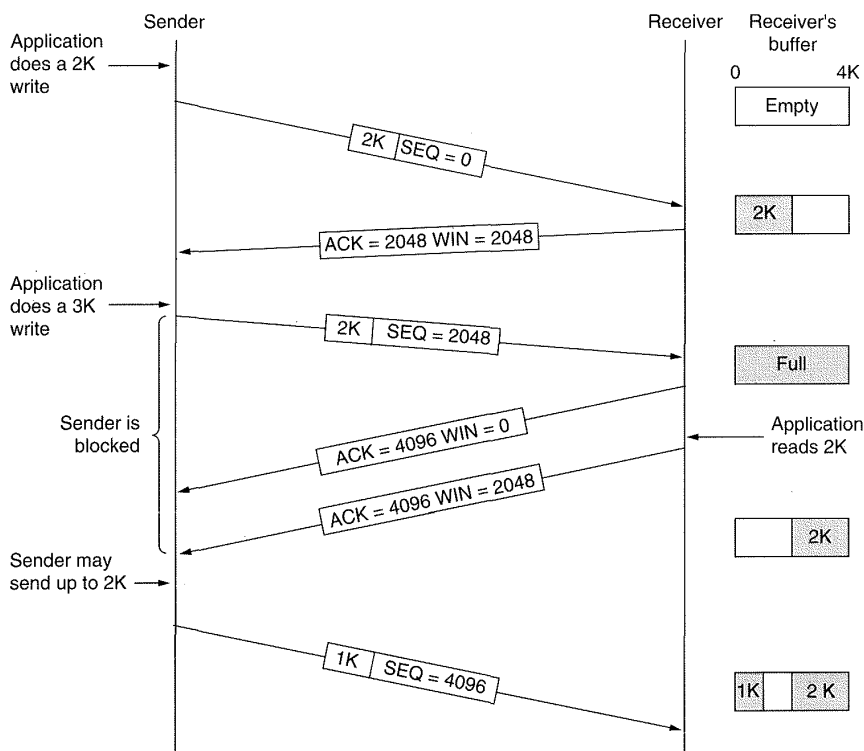 Sender
Receiver
Receiver's
buffer
Application
does a 2K
write
0
4K
Empty
2K
SEQ = 0
2K
ACK = 2048 WIN = 2048
Application
does a 3K
write
2K
SEQ = 2048
Full
Sender is
blocked
ACK = 4096 WIN = 0
Application
reads 2K
ACK = 4096 WIN = 2048
2K
Sender may
send up to 2K
1K
SEQ = 4096
1K
2 K